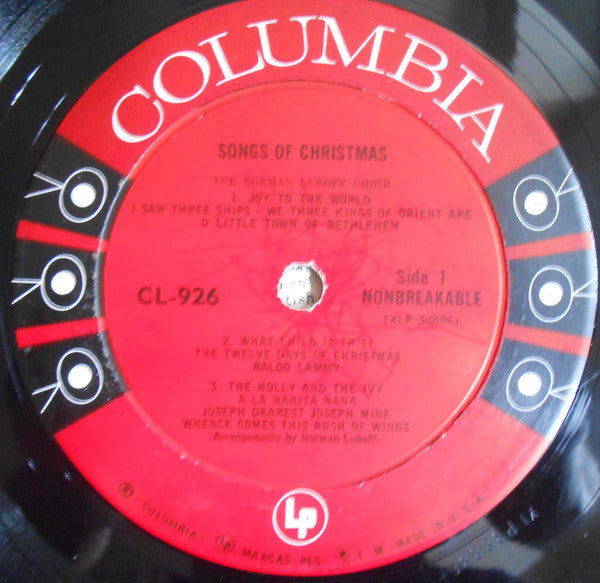 COLUMBIA
SONGS OF CHRISTMAS
THE NORMAN LUBOFF CHOIR
1. JOY TO THE WORLD
I SAW THREE SHIPS - WE THREE KINGS OF ORIENT ARE
O LITTLE TOWN OF BETHLEHEM
CL-926
Side 1
NONBREAKABLE
(XLP 38886)
2. WHAT CHILD IS THIS?
THE TWELVE DAYS OF CHRISTMAS
BALOO LAMMY
3. THE HOLLY AND THE IVY
A LA NANITA NANA
JOSEPH DEAREST JOSEPH MINE
WHENCE COMES THIS RUSH OF WINGS
-Arrangements by Norman Luboff-
Lp
® COLUMBIA Lp MARCAS REG. T M MADE IN U.S.A.